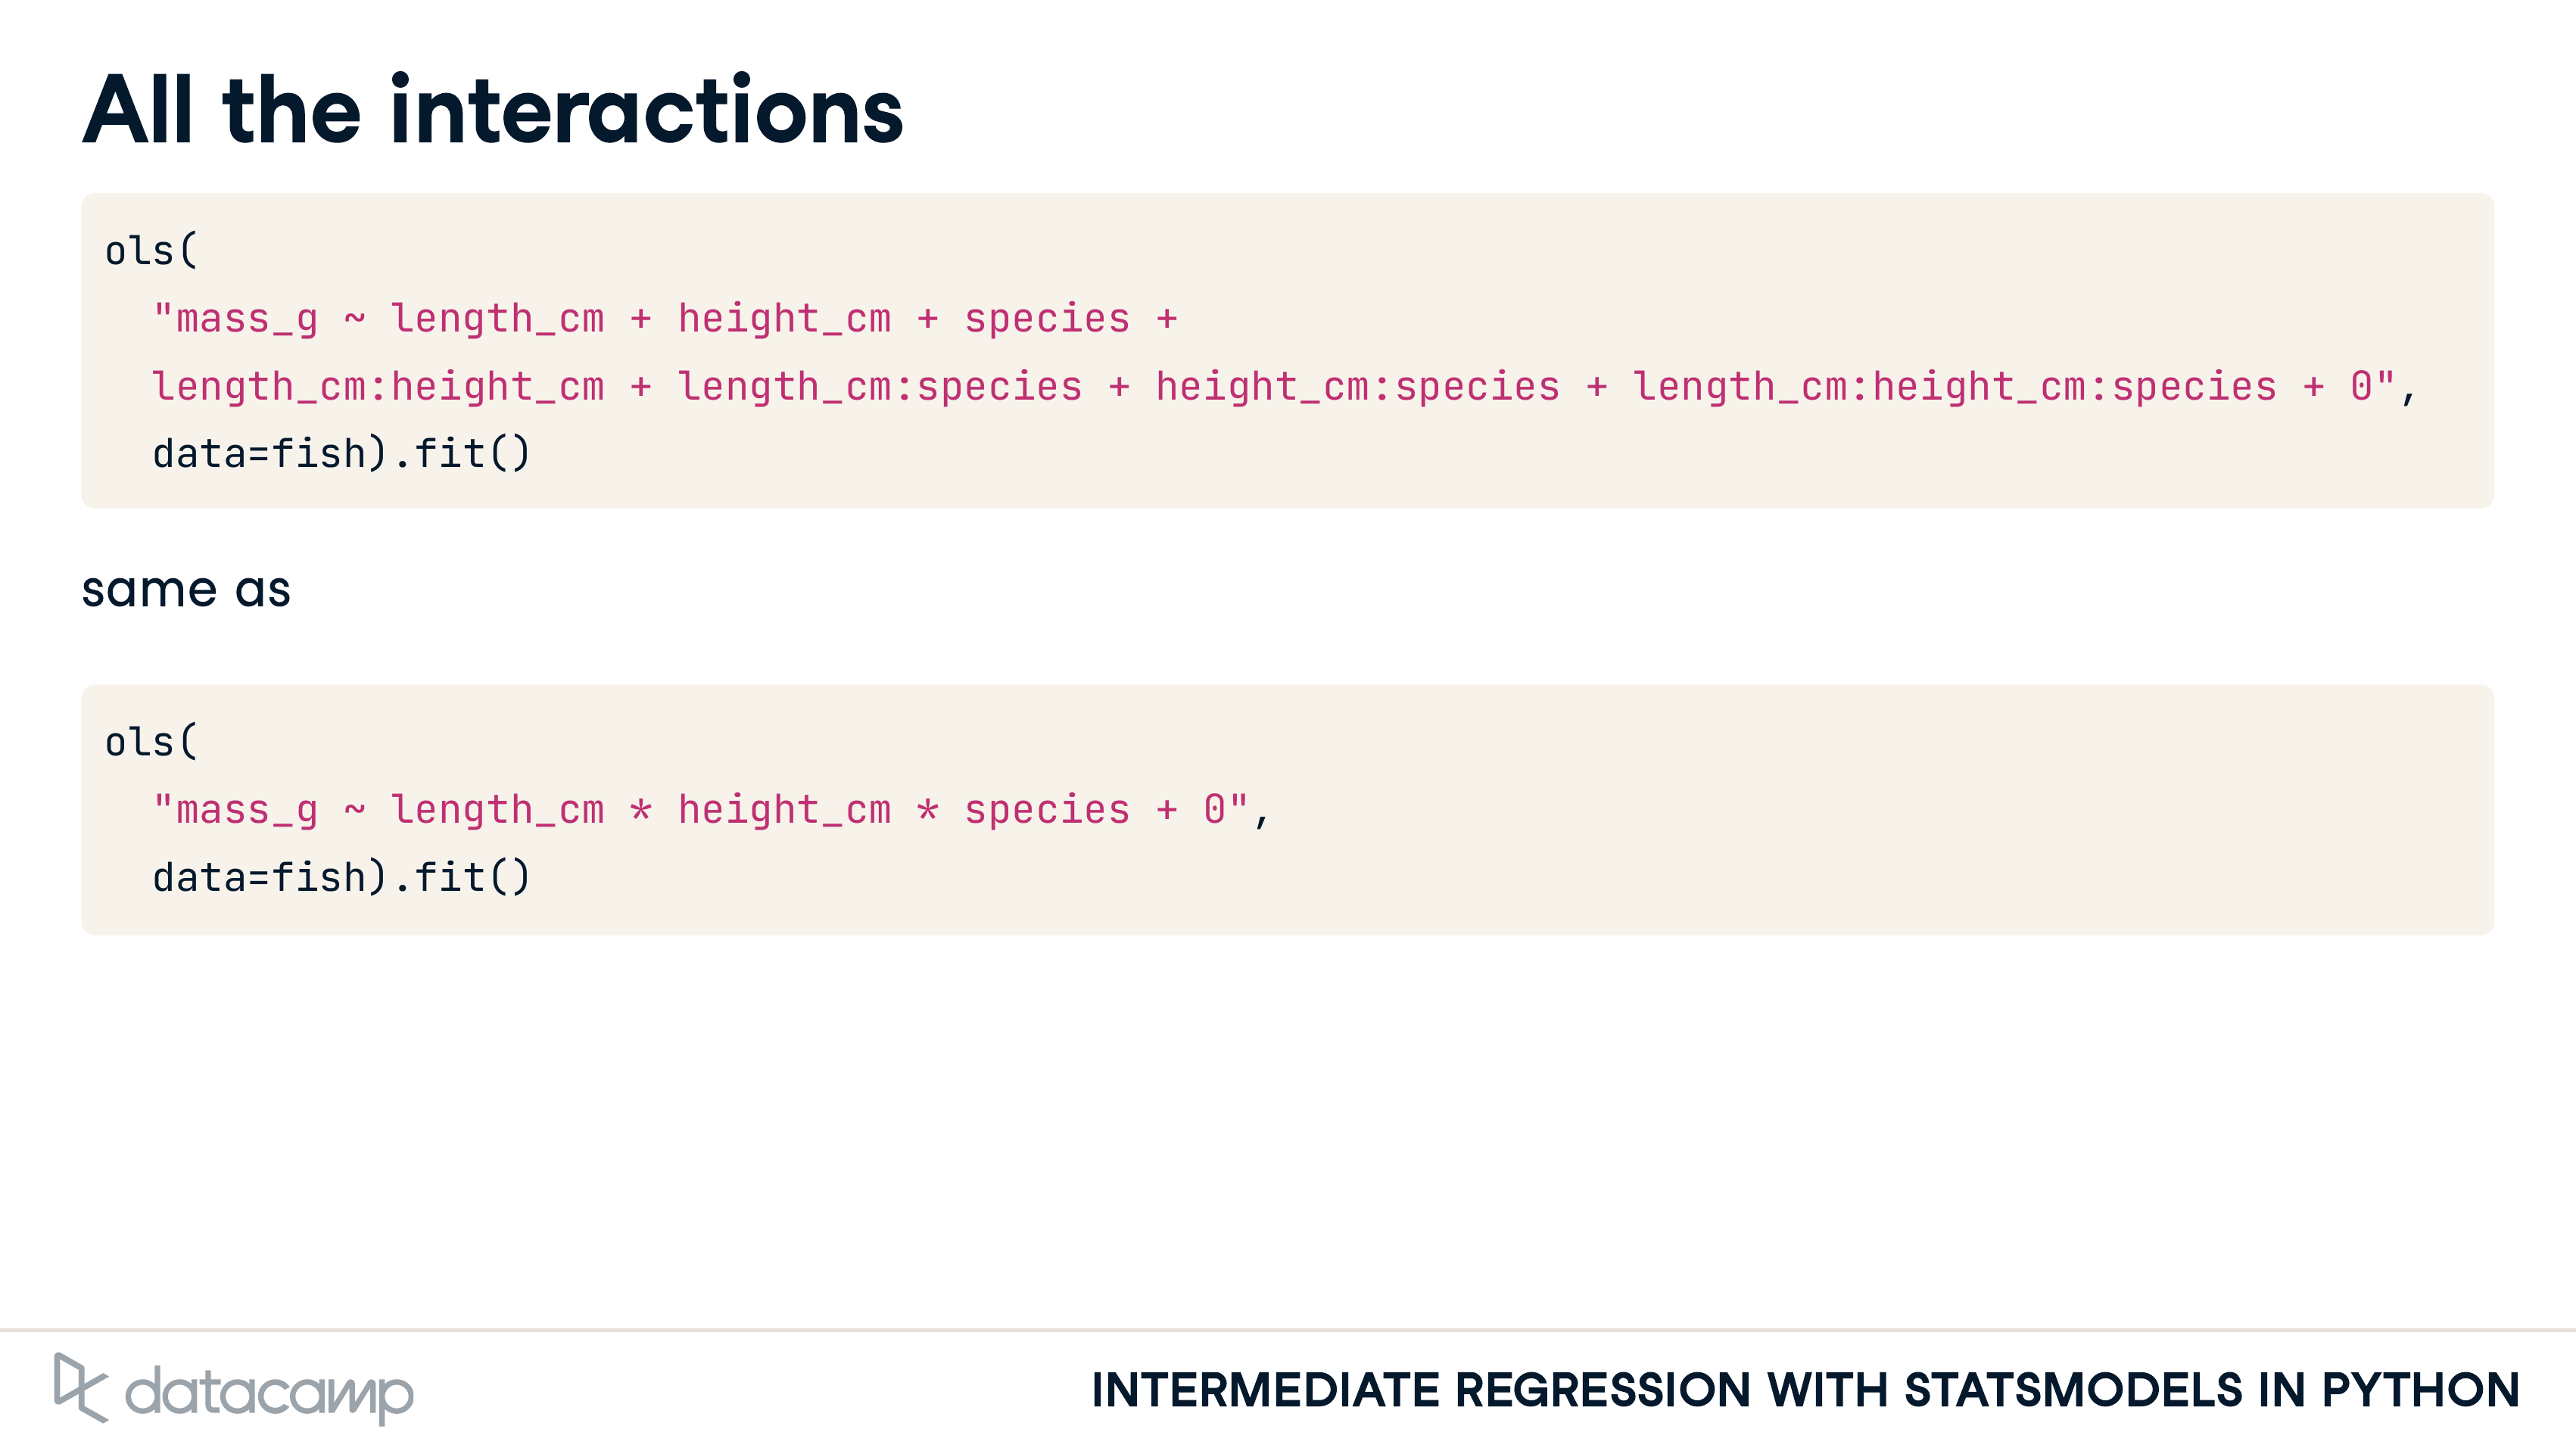 All the interactions
ols(
"mass_g ~ length_cm + height_cm + species +
length_cm:height_cm + length_cm:species + height_cm:species + length_cm:height_cm:species + 0",
data=fish).fit()
same as
ols(
"mass_g ~ length_cm * height_cm * species + 0",
data=fish).fit()
datacamp
INTERMEDIATE REGRESSION WITH STATSMODELS IN PYTHON